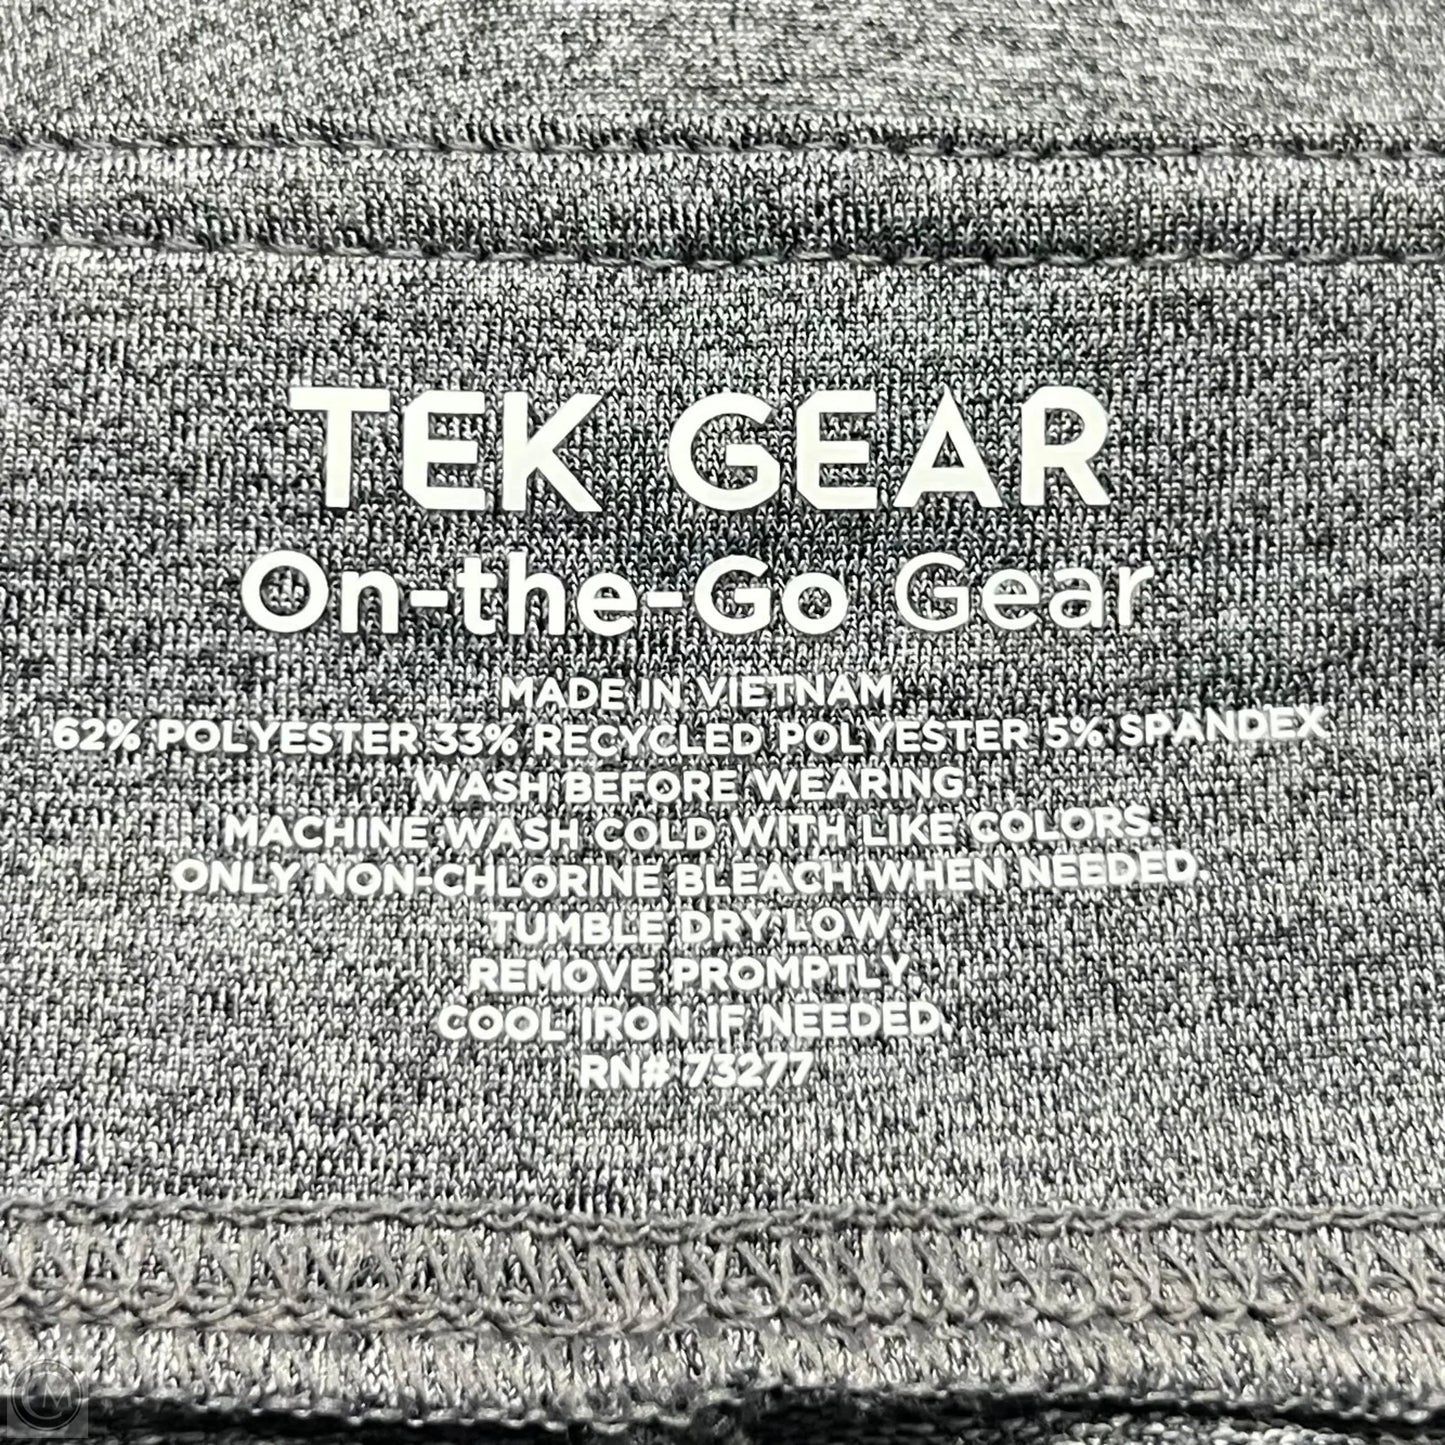 TEK GEAR
On-the-Go Gear
MADE IN VIETNAM
62% POLYESTER 33% RECYCLED POLYESTER 5% SPANDEX
WASH BEFORE WEARING.
MACHINE WASH COLD WITH LIKE COLORS.
ONLY NON-CHLORINE BLEACH WHEN NEEDED.
TUMBLE DRY LOW.
REMOVE PROMPTLY.
COOL IRON IF NEEDED.
RN# 73277